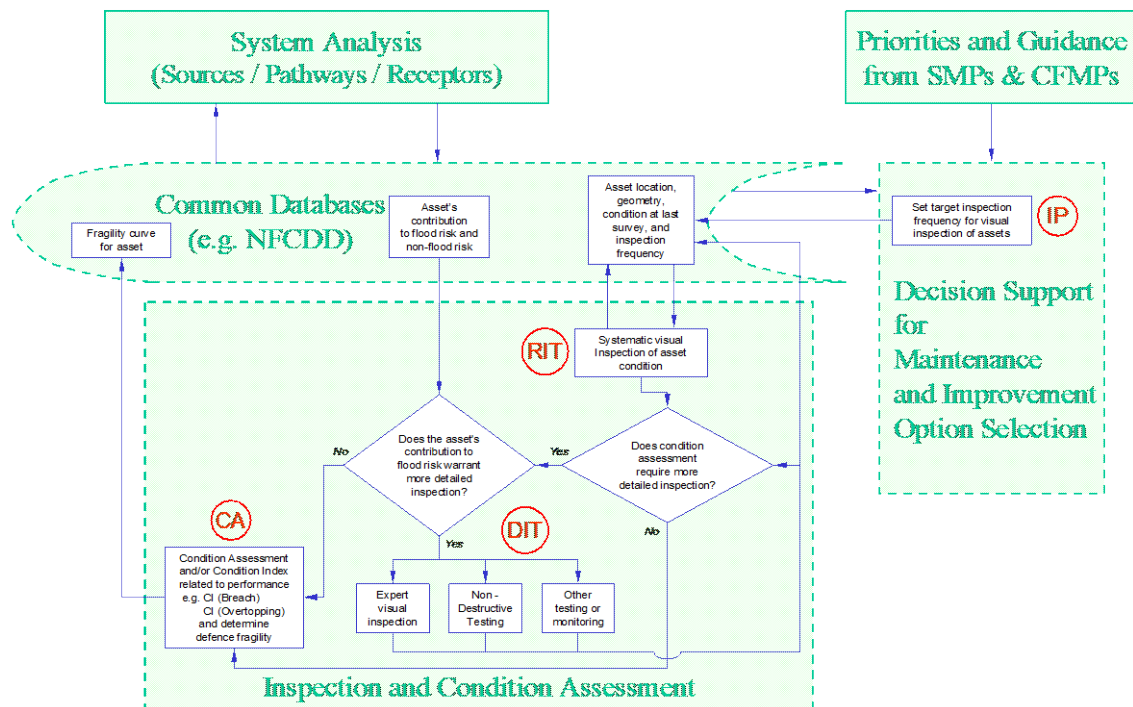 System Analysis
(Sources / Pathways / Receptors)
Priorities and Guidance
from SMPs & CFMPs
Common Databases
(e.g. NFCDD)
Fragility curve
for asset
Asset's
contribution
to flood risk and
non-flood risk
Asset location,
geometry,
condition at last
survey, and
inspection
frequency
Set target inspection
frequency for visual
inspection of assets
IP
Decision Support
for
Maintenance
and Improvement
Option Selection
RIT
Systematic visual
Inspection of asset
condition
Does the asset's
contribution to
flood risk warrant
more detailed
inspection?
No
Yes
Does condition
assessment
require more
detailed inspection?
No
Yes
DIT
CA
Condition Assessment
and/or Condition Index
related to performance
e.g. CI (Breach)
CI (Overtopping)
and determine
defence fragility
Expert
visual
inspection
Non -
Destructive
Testing
Other
testing or
monitoring
Inspection and Condition Assessment